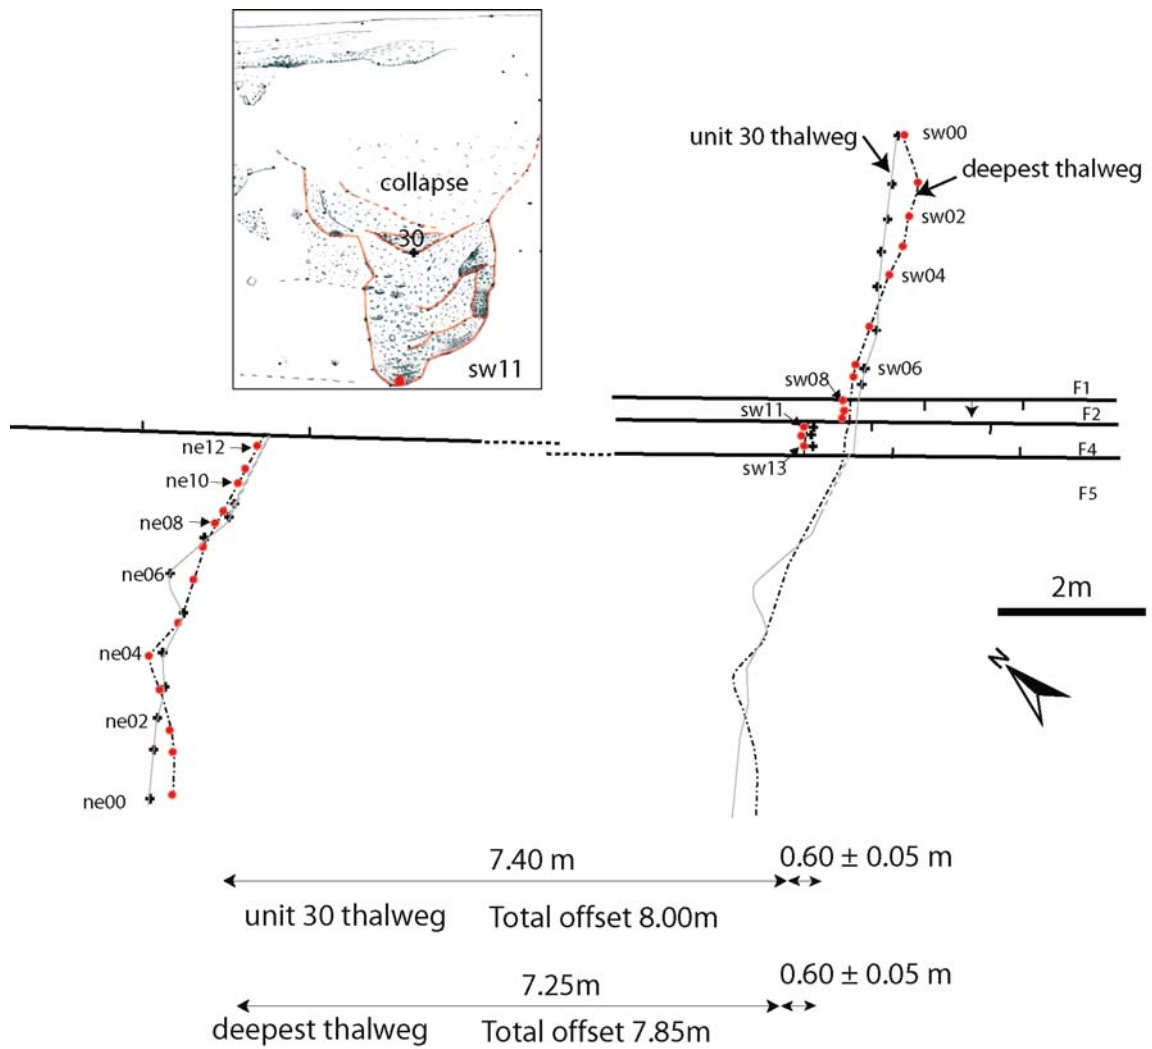 collapse
30
sw11
unit 30 thalweg
sw00
deepest thalweg
sw02
sw04
sw06
sw08
F1
sw11
F2
F4
sw13
F5
ne12
ne10
ne08
ne06
ne04
ne02
ne00
2m
N
7.40 m
0.60 ± 0.05 m
unit 30 thalweg Total offset 8.00m
7.25m
0.60 ± 0.05 m
deepest thalweg Total offset 7.85m